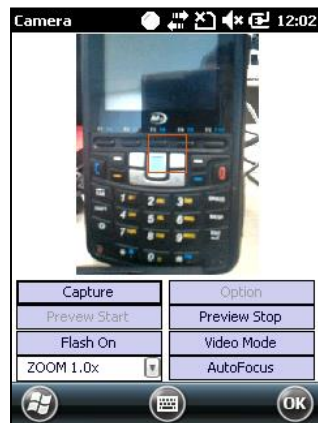 Camera 12:02
Capture Option
Prevew Start Preview Stop
Flash On Video Mode
ZOOM 1.0x AutoFocus
OK